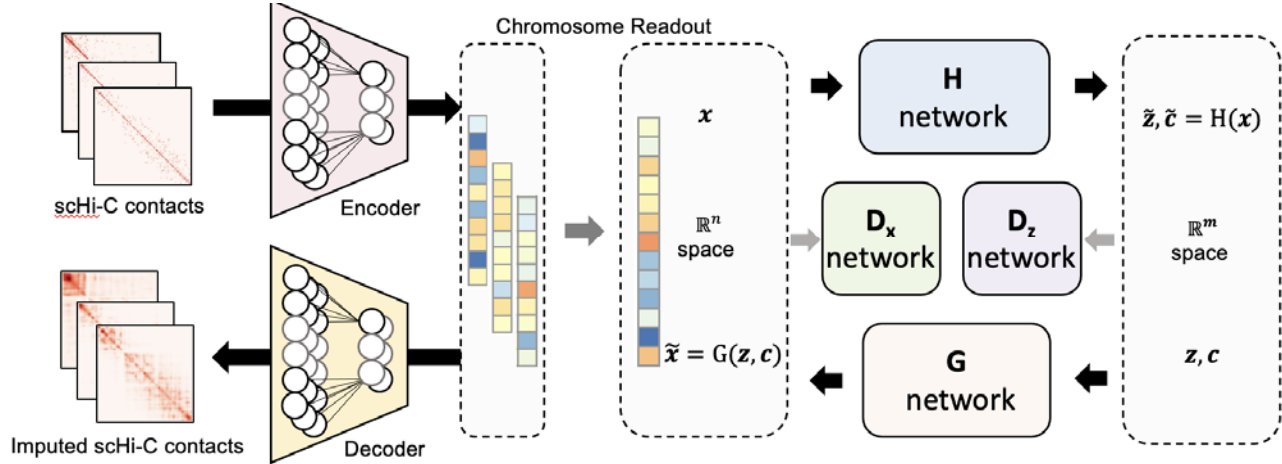 Chromosome Readout
scHi-C contacts
Encoder
Imputed scHi-C contacts
Decoder
x
ℝⁿ
space
x̃ = G(z, c)
H
network
Dₓ
network
D_z
network
G
network
z̃, c̃ = H(x)
ℝᵐ
space
z, c